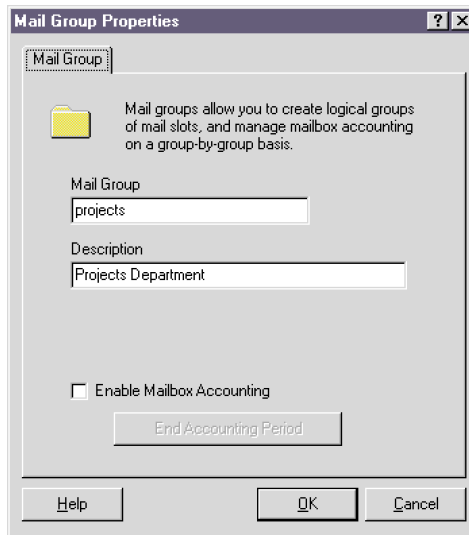 Mail Group Properties
Mail Group
Mail groups allow you to create logical groups
of mail slots, and manage mailbox accounting
on a group-by-group basis.
Mail Group
projects
Description
Projects Department
Enable Mailbox Accounting
End Accounting Period
Help
OK
Cancel